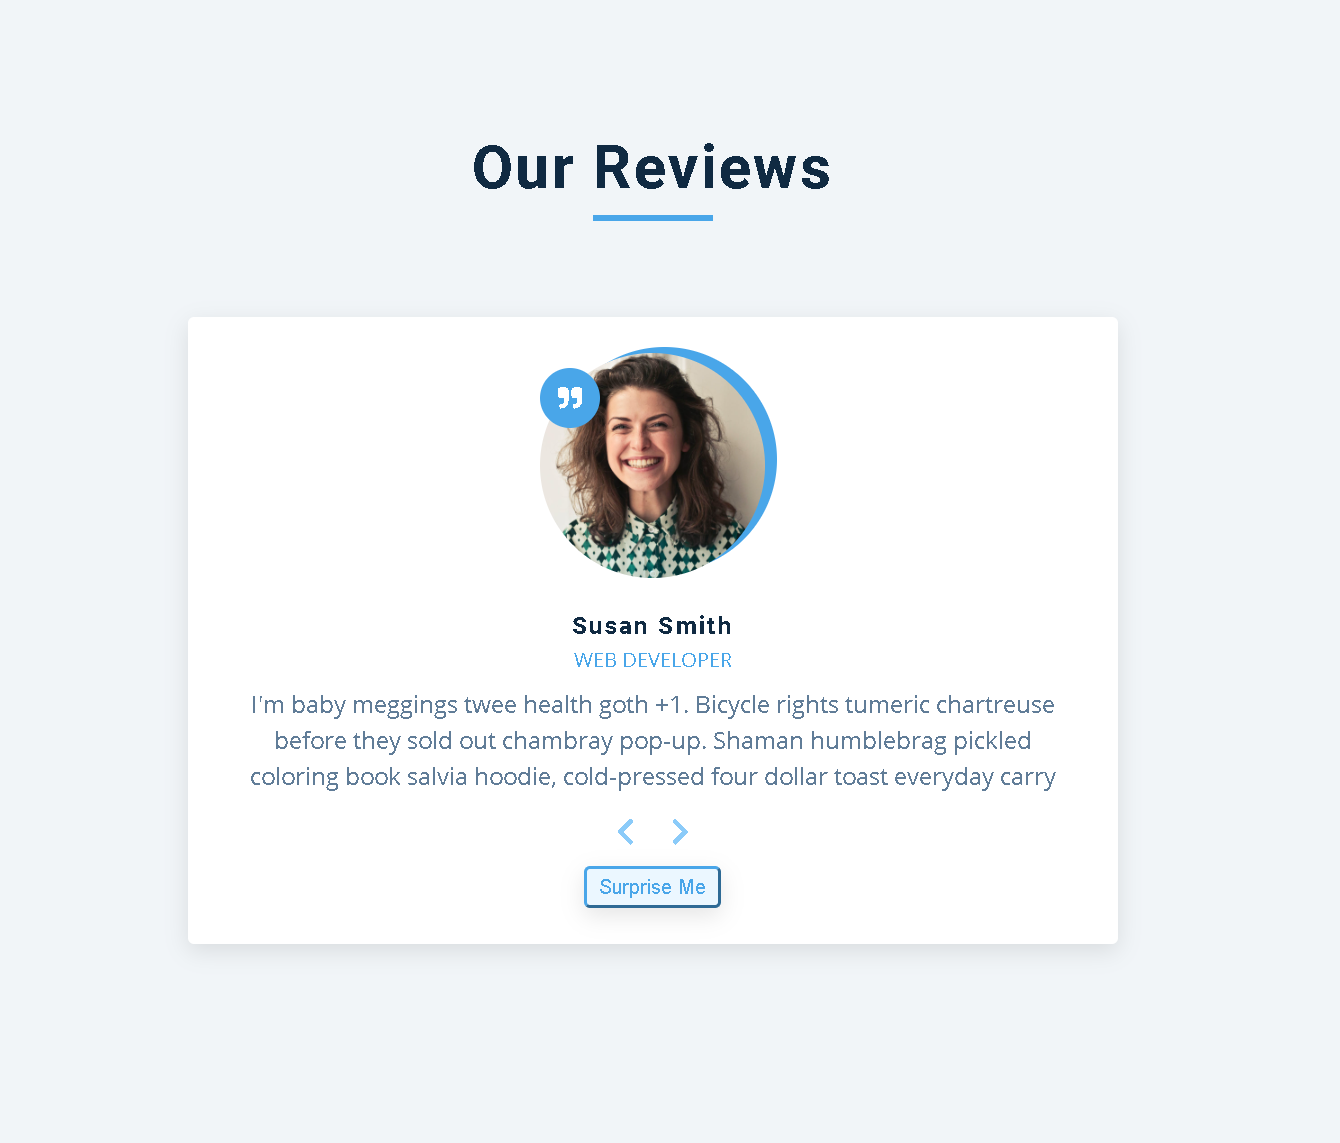 Our Reviews
Susan Smith
WEB DEVELOPER
I'm baby meggings twee health goth +1. Bicycle rights tumeric chartreuse
before they sold out chambray pop-up. Shaman humblebrag pickled
coloring book salvia hoodie, cold-pressed four dollar toast everyday carry
Surprise Me